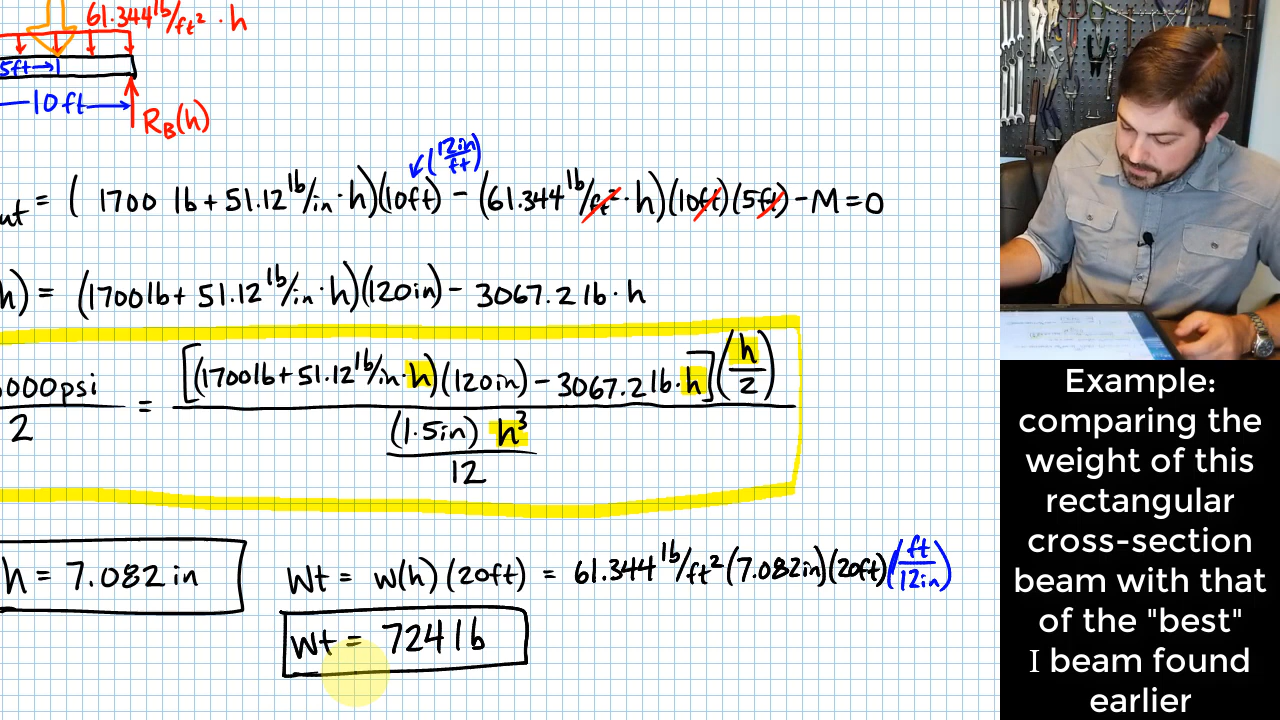 61.344 lb/ft² · h
5ft
10ft
R_B(h)
(12in/ft)
= (1700 lb + 51.12 lb/in · h)(10ft) − (61.344 lb/ft² · h)(10ft)(5ft) − M = 0
h) = (1700lb + 51.12 lb/in · h)(120in) − 3067.2 lb · h
000psi/2 = [(1700lb + 51.12 lb/in · h)(120in) − 3067.2 lb · h](h/2) / ((1.5in) h³/12)
h = 7.082 in
Wt = w(h)(20ft) = 61.344 lb/ft² (7.082in)(20ft)(ft/12in)
Wt = 724 lb
Example:
comparing the
weight of this
rectangular
cross-section
beam with that
of the "best"
I beam found
earlier